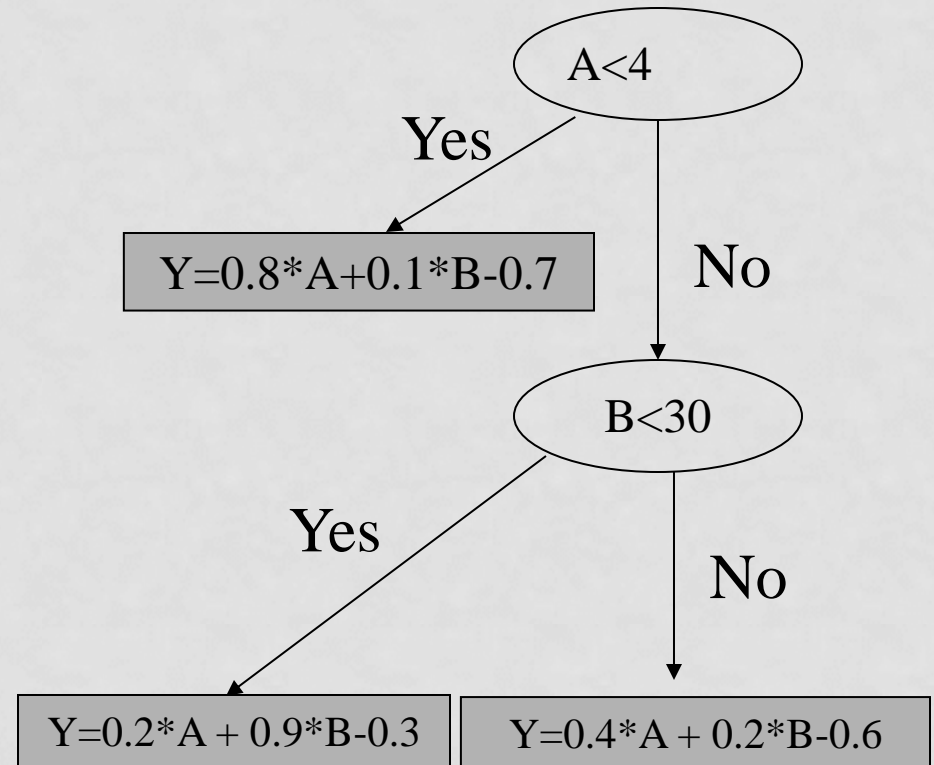 A<4
Yes
Y=0.8*A+0.1*B-0.7
No
B<30
Yes
No
Y=0.2*A + 0.9*B-0.3
Y=0.4*A + 0.2*B-0.6